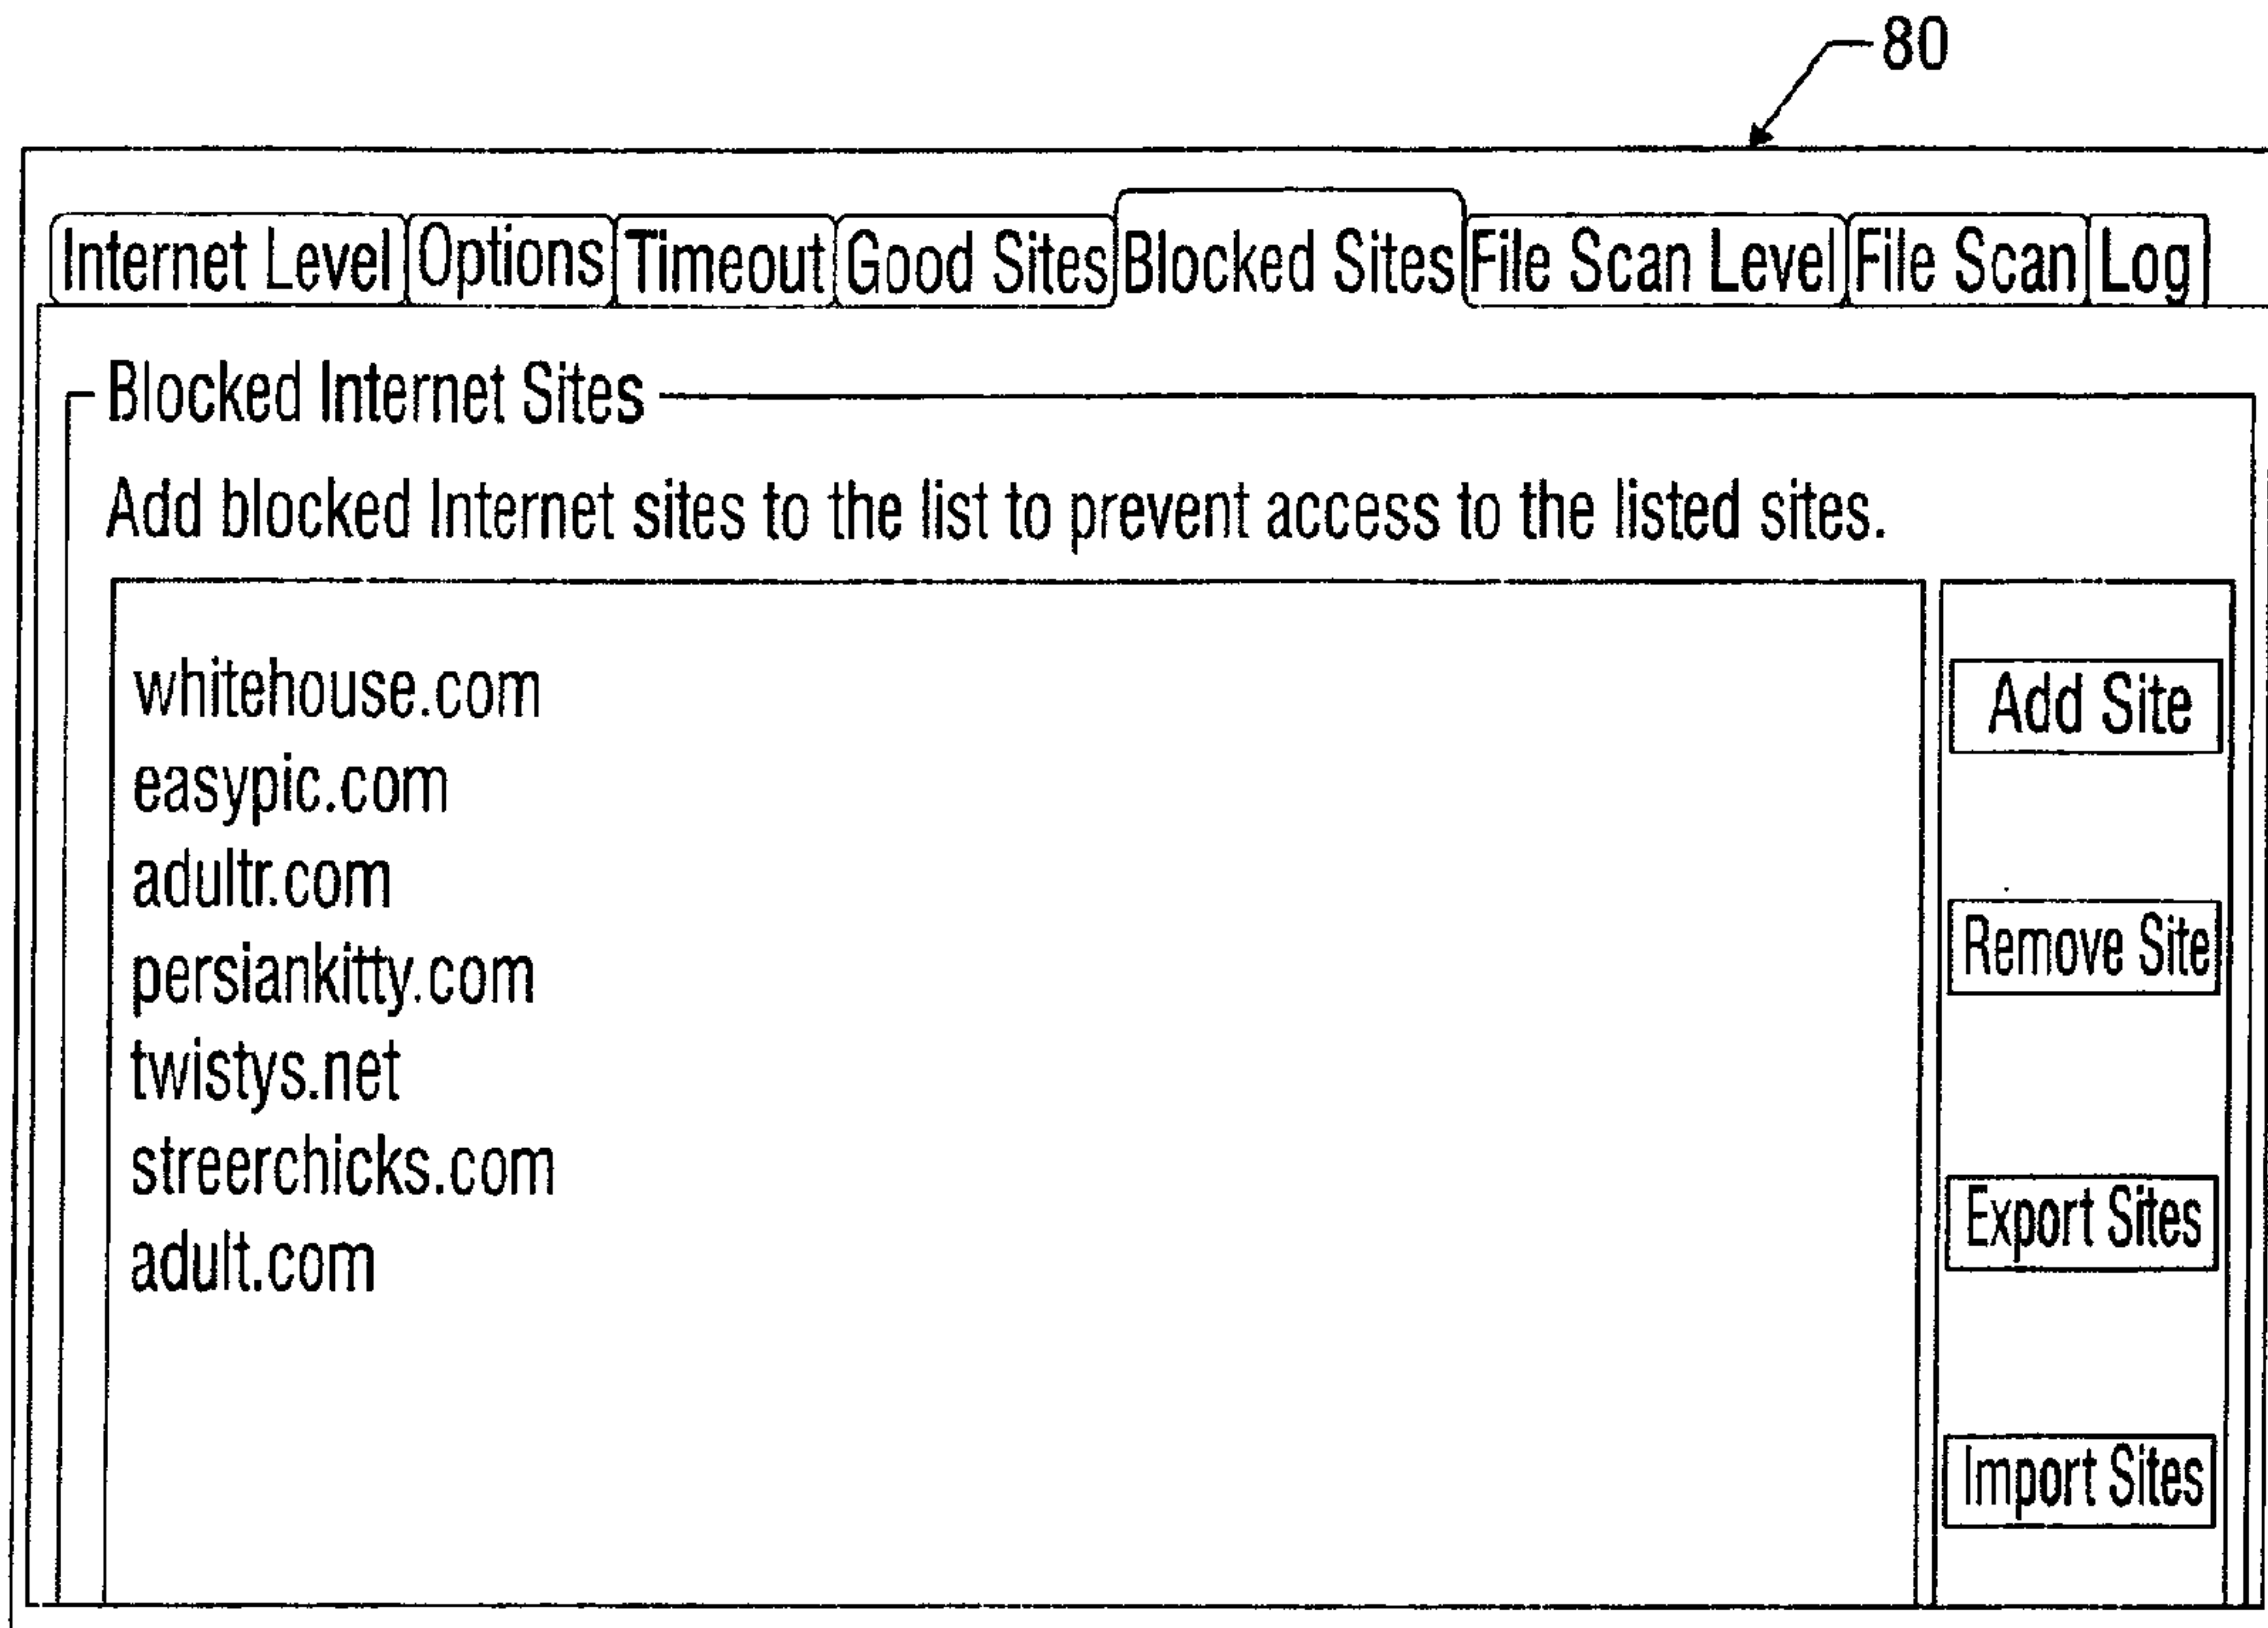 80
Internet Level Options Timeout Good Sites Blocked Sites File Scan Level File Scan Log
Blocked Internet Sites
Add blocked Internet sites to the list to prevent access to the listed sites.
whitehouse.com
easypic.com
adultr.com
persiankitty.com
twistys.net
streerchicks.com
adult.com
Add Site
Remove Site
Export Sites
Import Sites